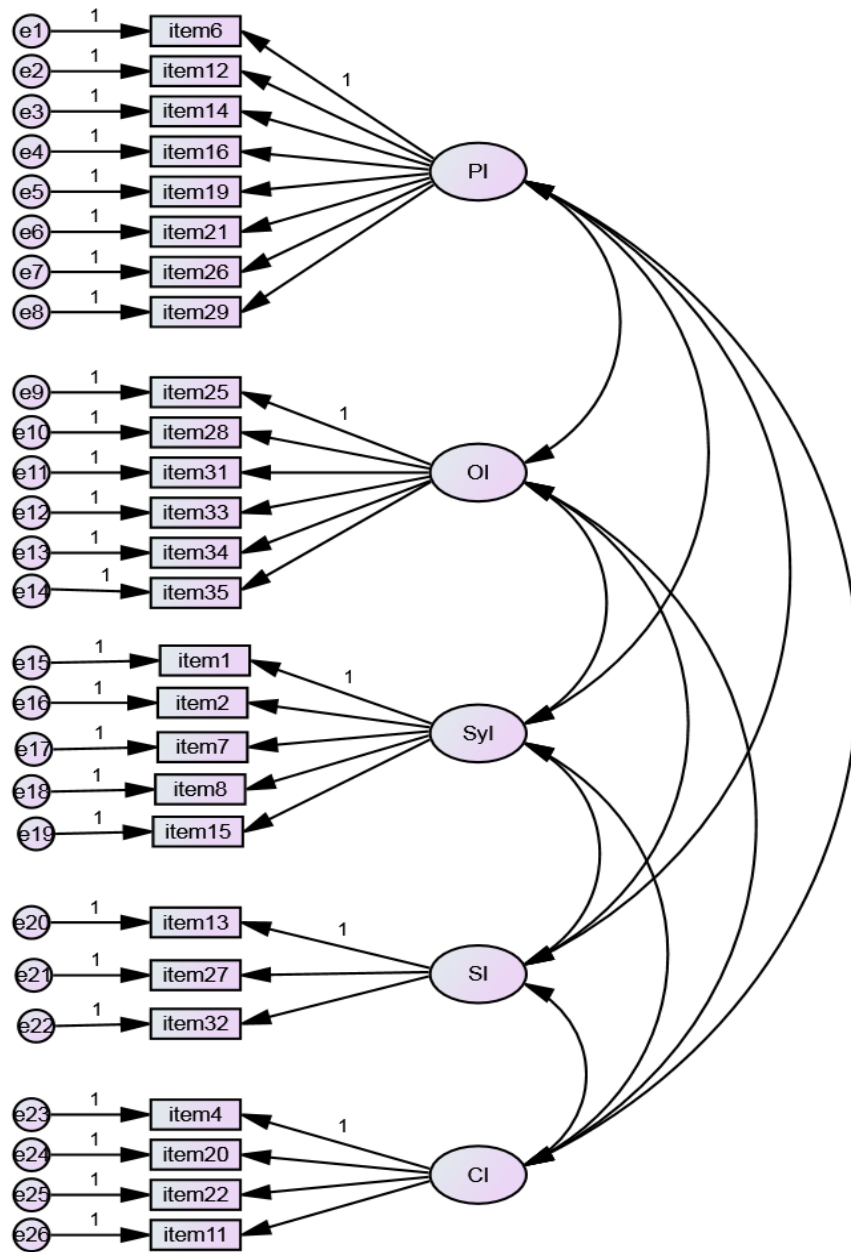 e1 1 item6
e2 1 item12
1
e3 1 item14
e4 1 item16
PI
e5 1 item19
e6 1 item21
e7 1 item26
e8 1 item29
e9 1 item25
1
e10 1 item28
e11 1 item31
OI
e12 1 item33
e13 1 item34
e14 1 item35
e15 1 item1
1
e16 1 item2
e17 1 item7
SyI
e18 1 item8
e19 1 item15
e20 1 item13
1
e21 1 item27
SI
e22 1 item32
e23 1 item4
1
e24 1 item20
CI
e25 1 item22
e26 1 item11